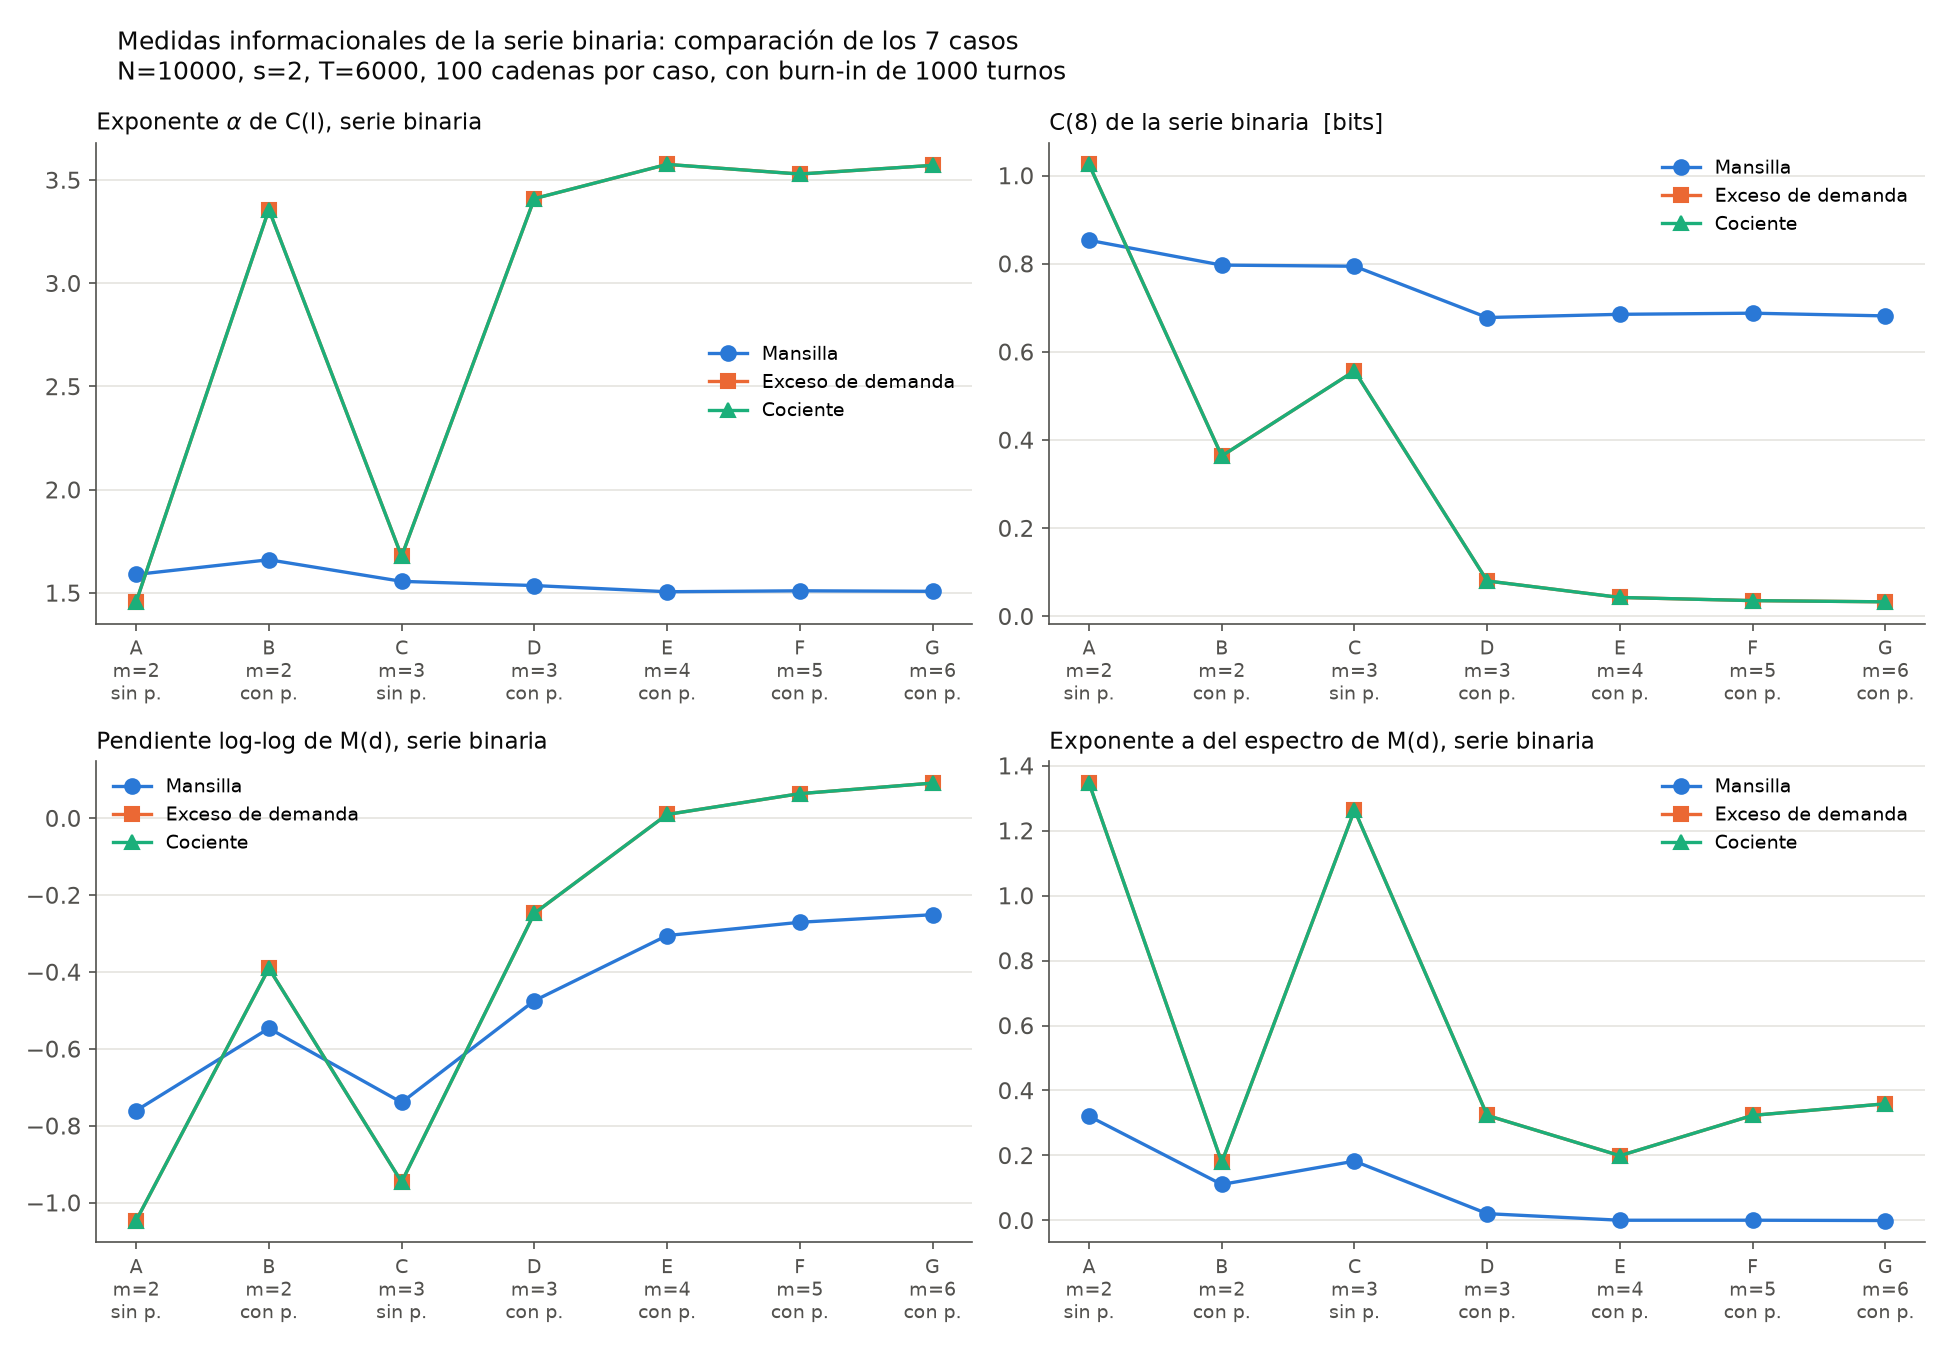 Medidas informacionales de la serie binaria: comparación de los 7 casos
N=10000, s=2, T=6000, 100 cadenas por caso, con burn-in de 1000 turnos
Exponente α de C(l), serie binaria
3.5
3.0
2.5
2.0
1.5
Mansilla
Exceso de demanda
Cociente
A B C D E F G
m=2 m=2 m=3 m=3 m=4 m=5 m=6
sin p. con p. sin p. con p. con p. con p. con p.
C(8) de la serie binaria [bits]
1.0
0.8
0.6
0.4
0.2
0.0
Mansilla
Exceso de demanda
Cociente
A B C D E F G
m=2 m=2 m=3 m=3 m=4 m=5 m=6
sin p. con p. sin p. con p. con p. con p. con p.
Pendiente log-log de M(d), serie binaria
0.0
−0.2
−0.4
−0.6
−0.8
−1.0
Mansilla
Exceso de demanda
Cociente
A B C D E F G
m=2 m=2 m=3 m=3 m=4 m=5 m=6
sin p. con p. sin p. con p. con p. con p. con p.
Exponente a del espectro de M(d), serie binaria
1.4
1.2
1.0
0.8
0.6
0.4
0.2
0.0
Mansilla
Exceso de demanda
Cociente
A B C D E F G
m=2 m=2 m=3 m=3 m=4 m=5 m=6
sin p. con p. sin p. con p. con p. con p. con p.